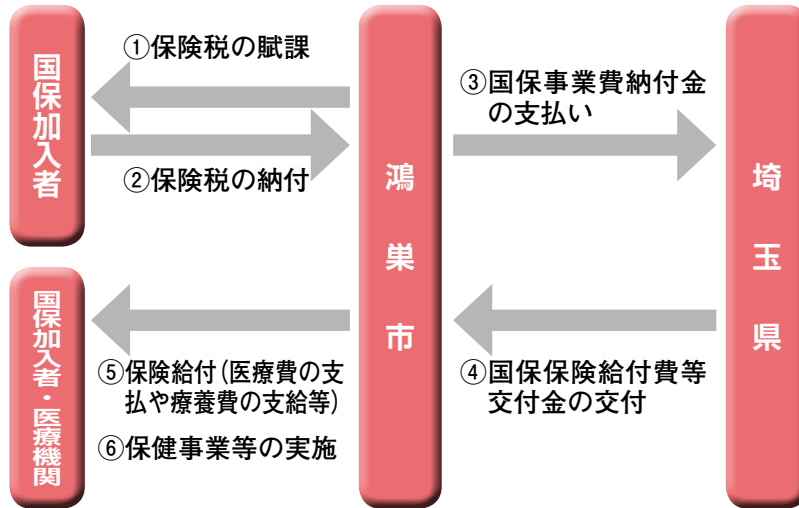 国保加入者
①保険税の賦課
②保険税の納付
鴻巣市
③国保事業費納付金
の支払い
埼玉県
④国保保険給付費等
交付金の交付
国保加入者・医療機関
⑤保険給付(医療費の支
払や療養費の支給等)
⑥保健事業等の実施